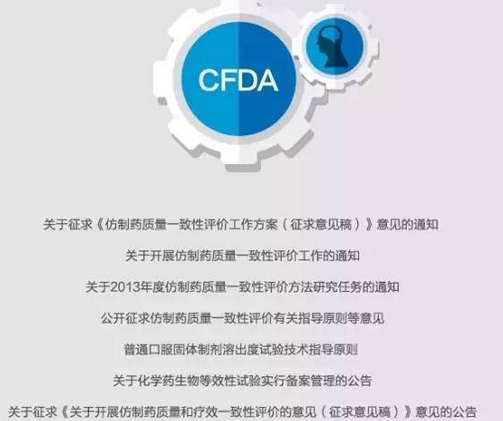 CFDA
关于征求《仿制药质量一致性评价工作方案（征求意见稿）》意见的通知
关于开展仿制药质量一致性评价工作的通知
关于2013年度仿制药质量一致性评价方法研究任务的通知
公开征求仿制药质量一致性评价有关指导原则等意见
普通口服固体制剂溶出度试验技术指导原则
关于化学药生物等效性试验实行备案管理的公告
关于征求《关于开展仿制药质量和疗效一致性评价的意见（征求意见稿）》意见的公告